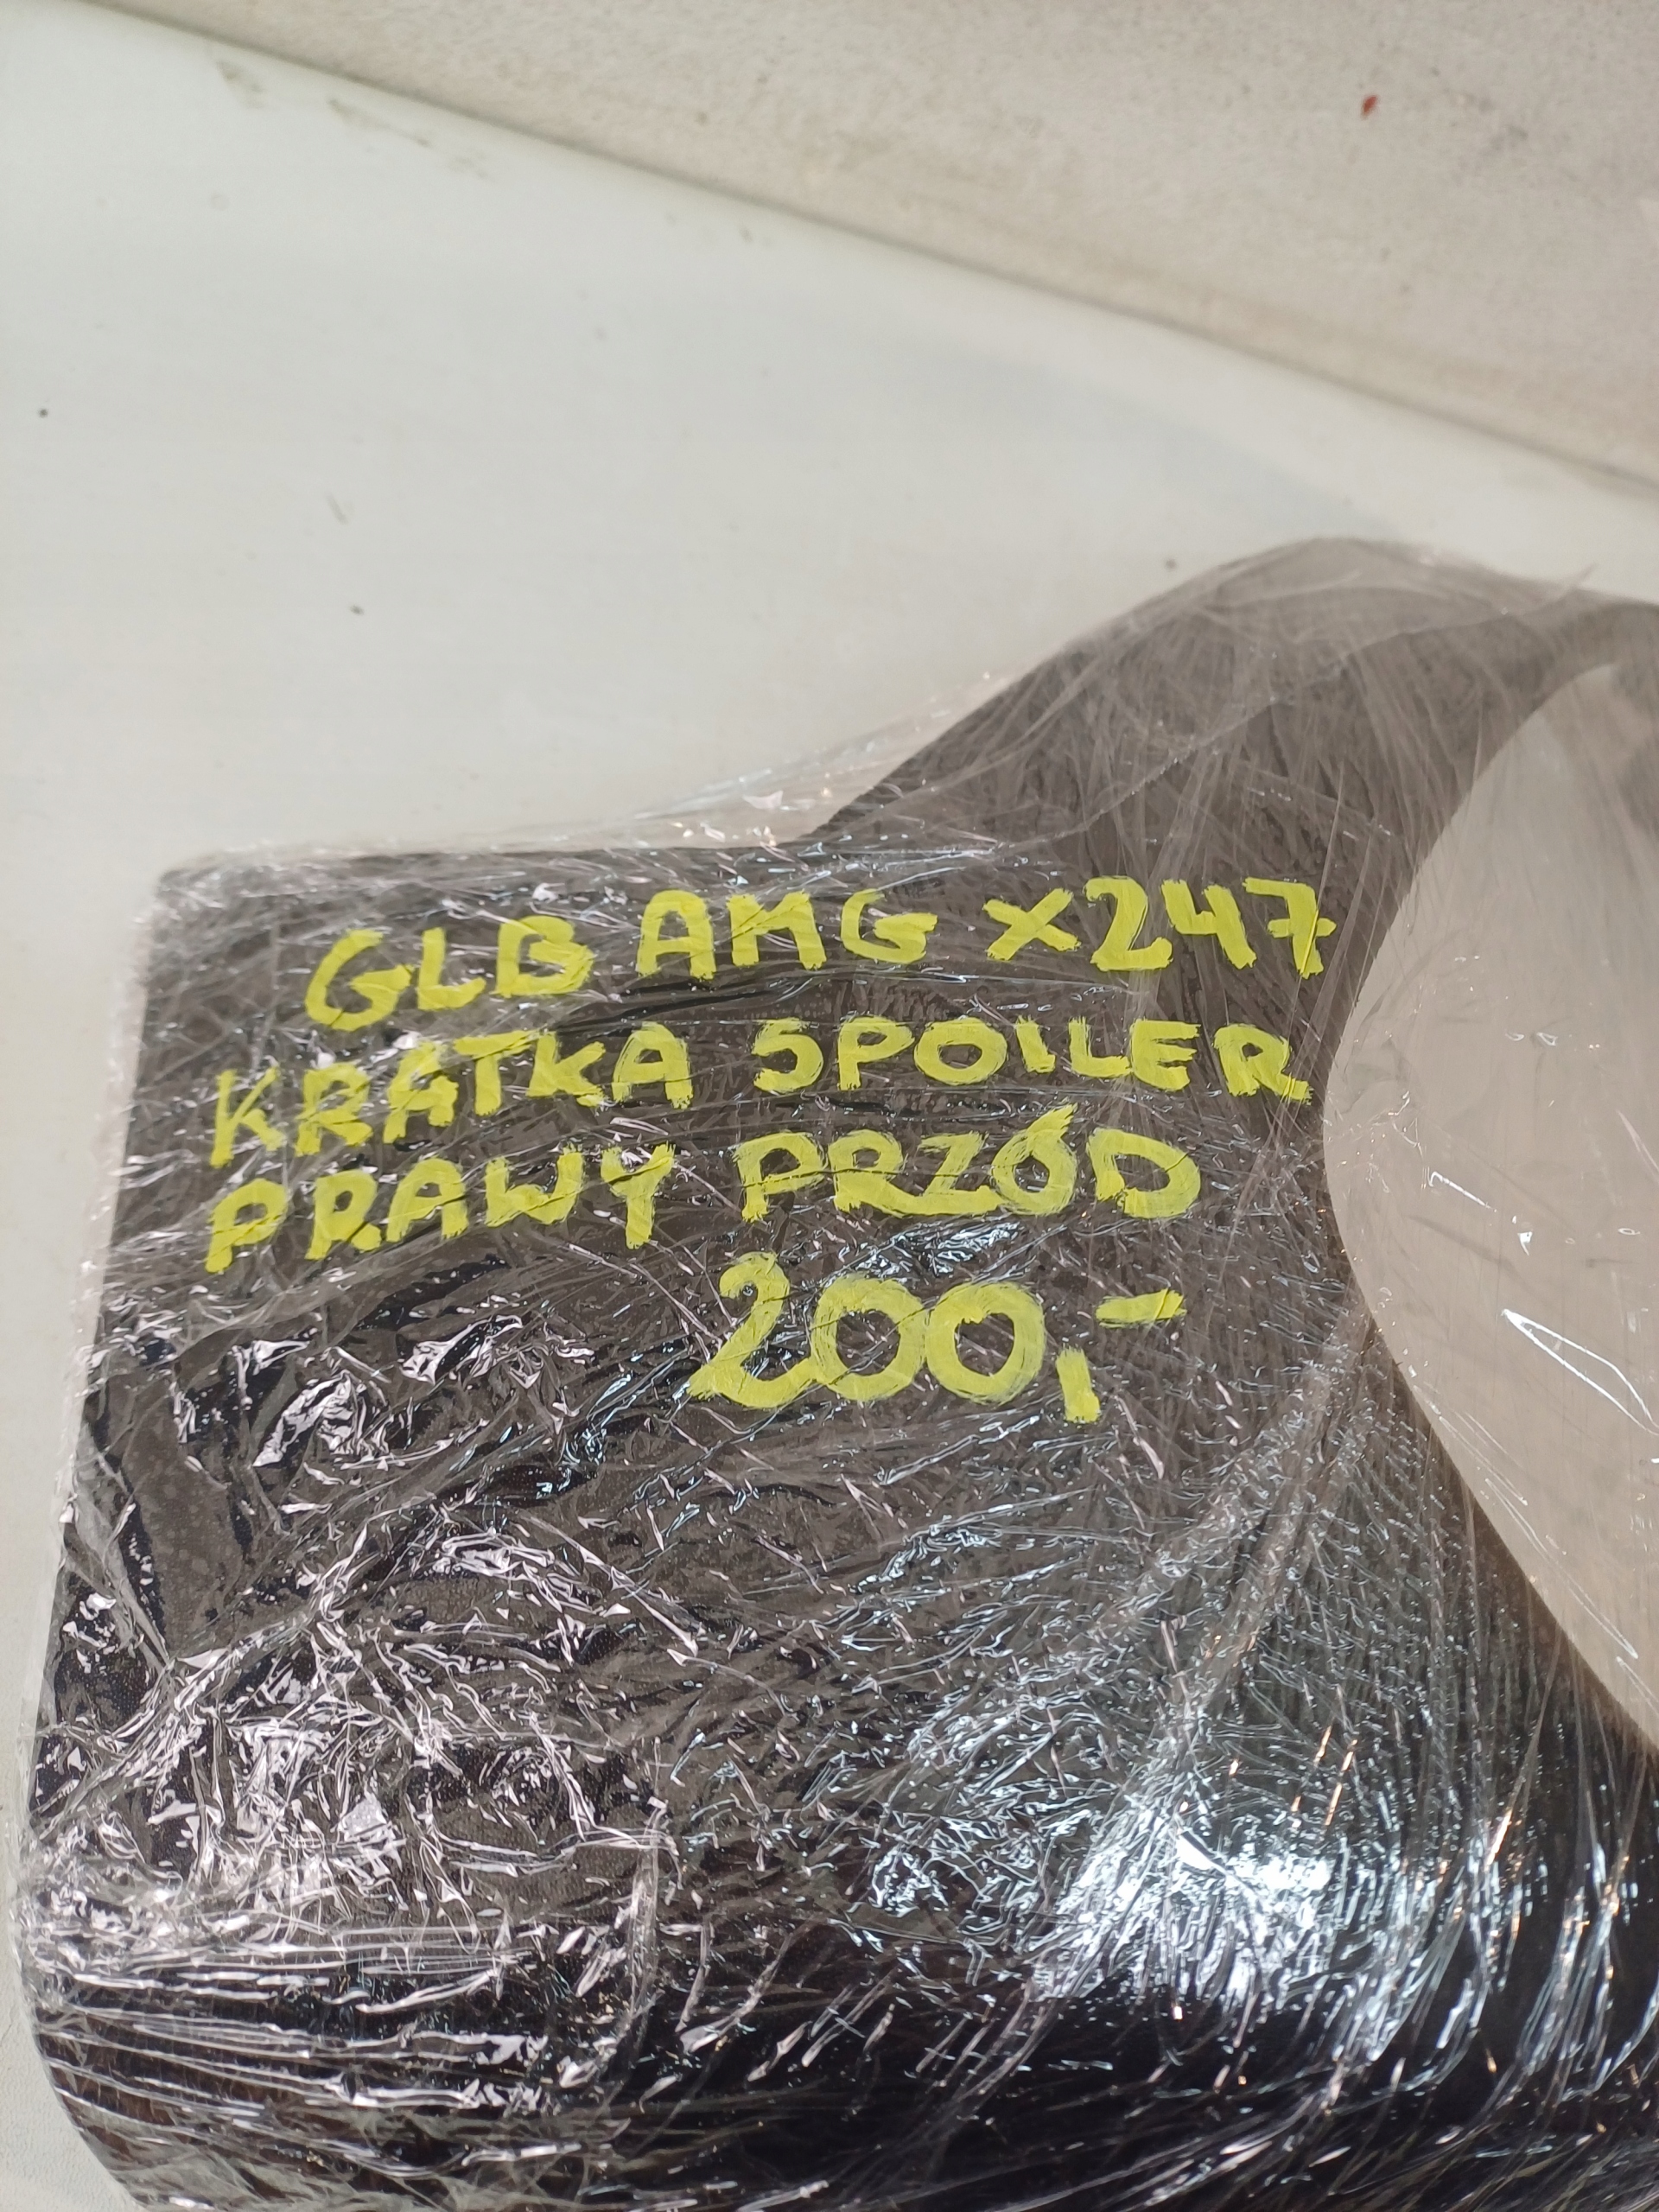 GLB AMG X247
KRATKA SPOILER
PRAWY PRZÓD
200,-